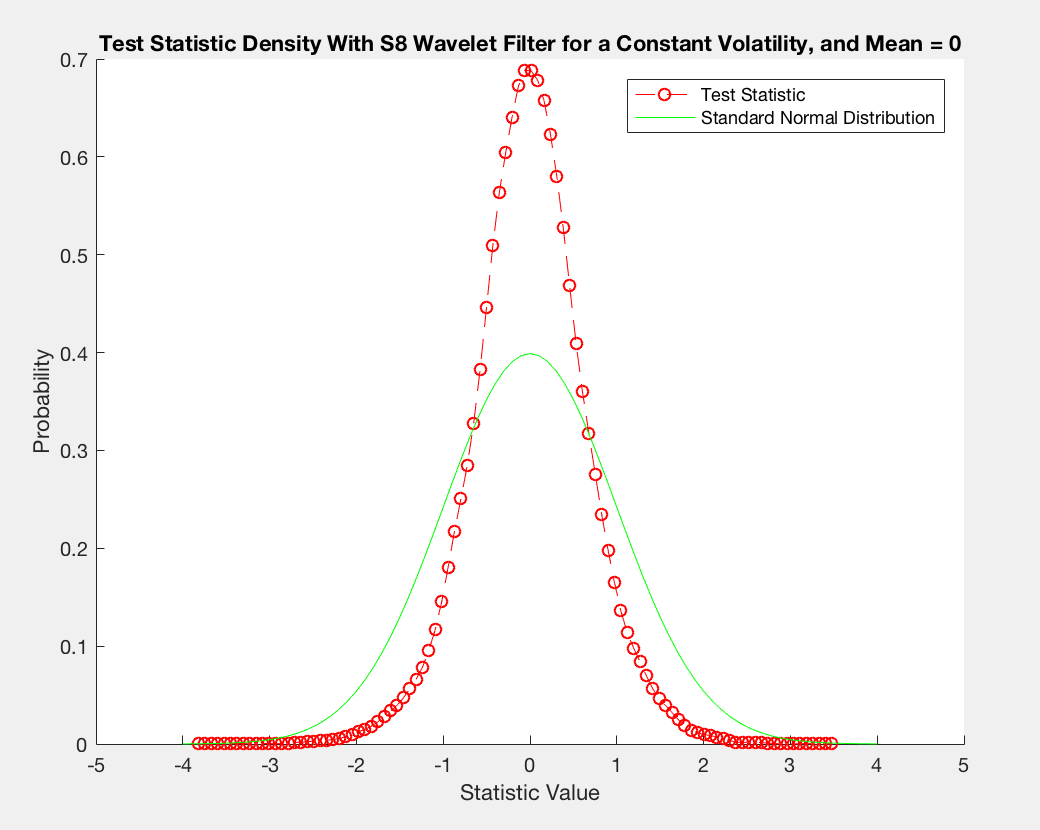 Test Statistic Density With S8 Wavelet Filter for a Constant Volatility, and Mean = 0
Test Statistic
Standard Normal Distribution
Probability
0.7
0.6
0.5
0.4
0.3
0.2
0.1
0
-5 -4 -3 -2 -1 0 1 2 3 4 5
Statistic Value